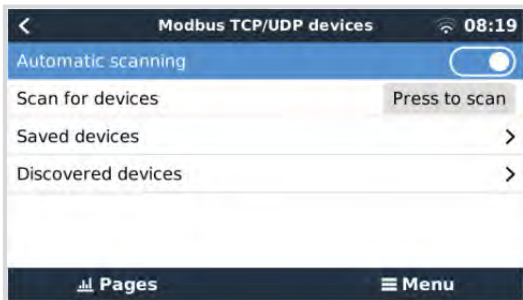 Modbus TCP/UDP devices 08:19
Automatic scanning
Scan for devices Press to scan
Saved devices
Discovered devices
Pages Menu